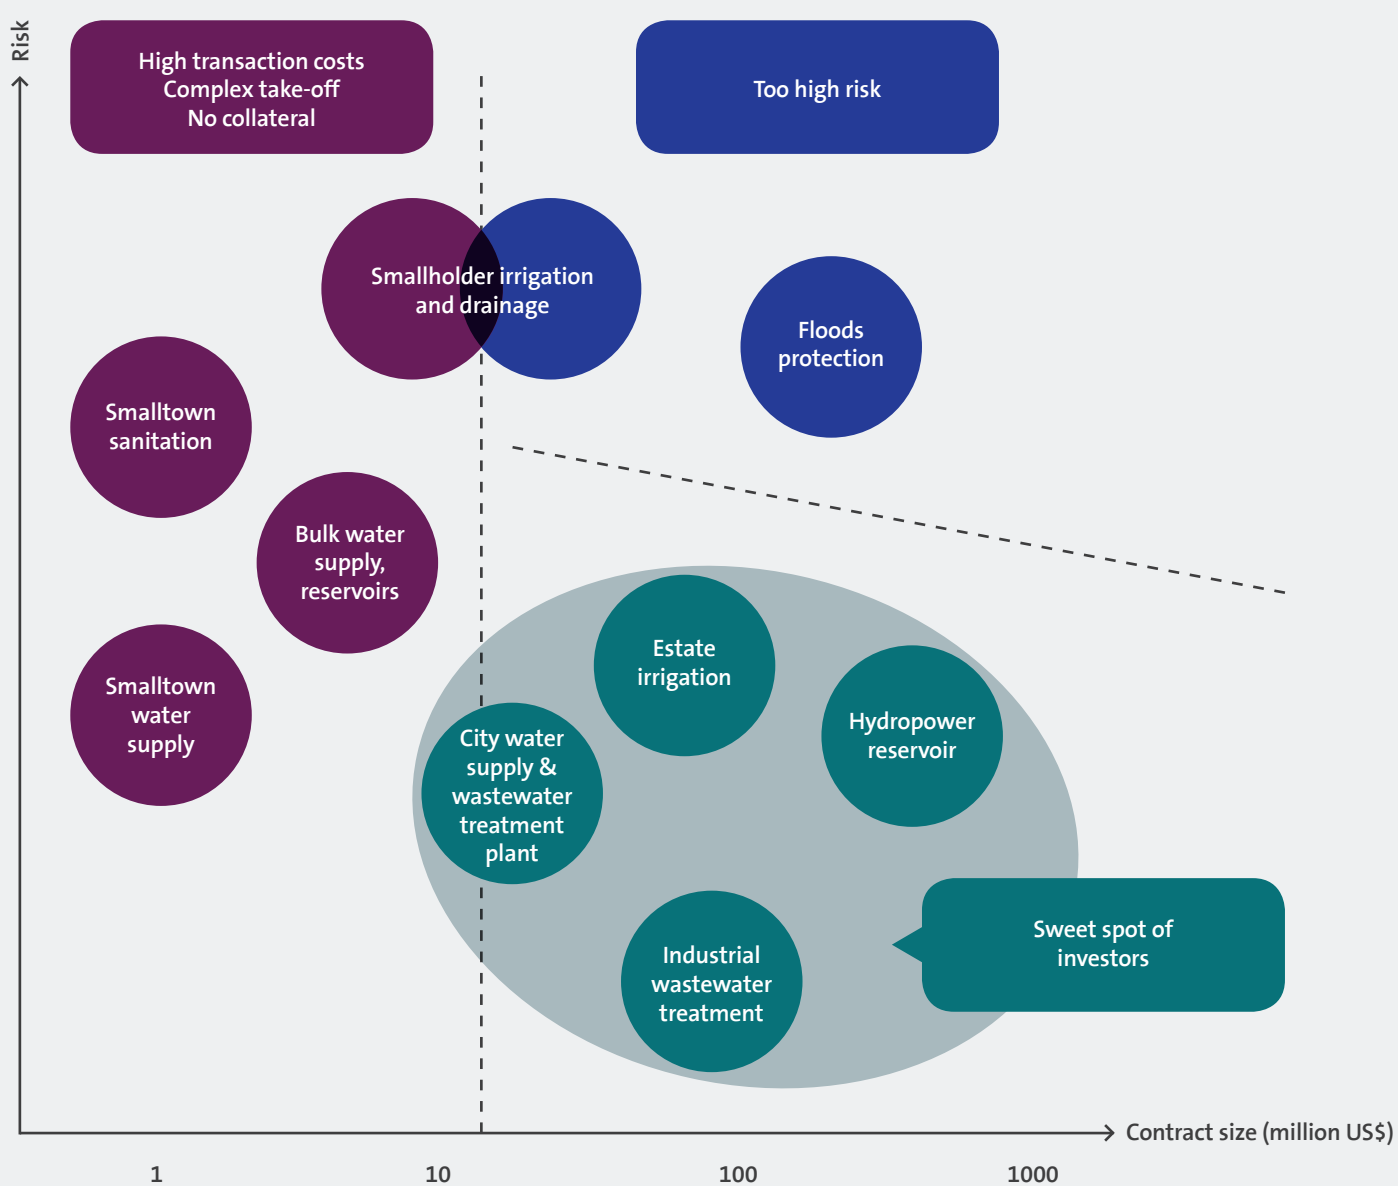 Risk
High transaction costs
Complex take-off
No collateral
Too high risk
Smallholder irrigation
and drainage
Floods
protection
Smalltown
sanitation
Bulk water
supply,
reservoirs
Smalltown
water
supply
Estate
irrigation
Hydropower
reservoir
City water
supply &
wastewater
treatment
plant
Industrial
wastewater
treatment
Sweet spot of
investors
Contract size (million US$)
1 10 100 1000